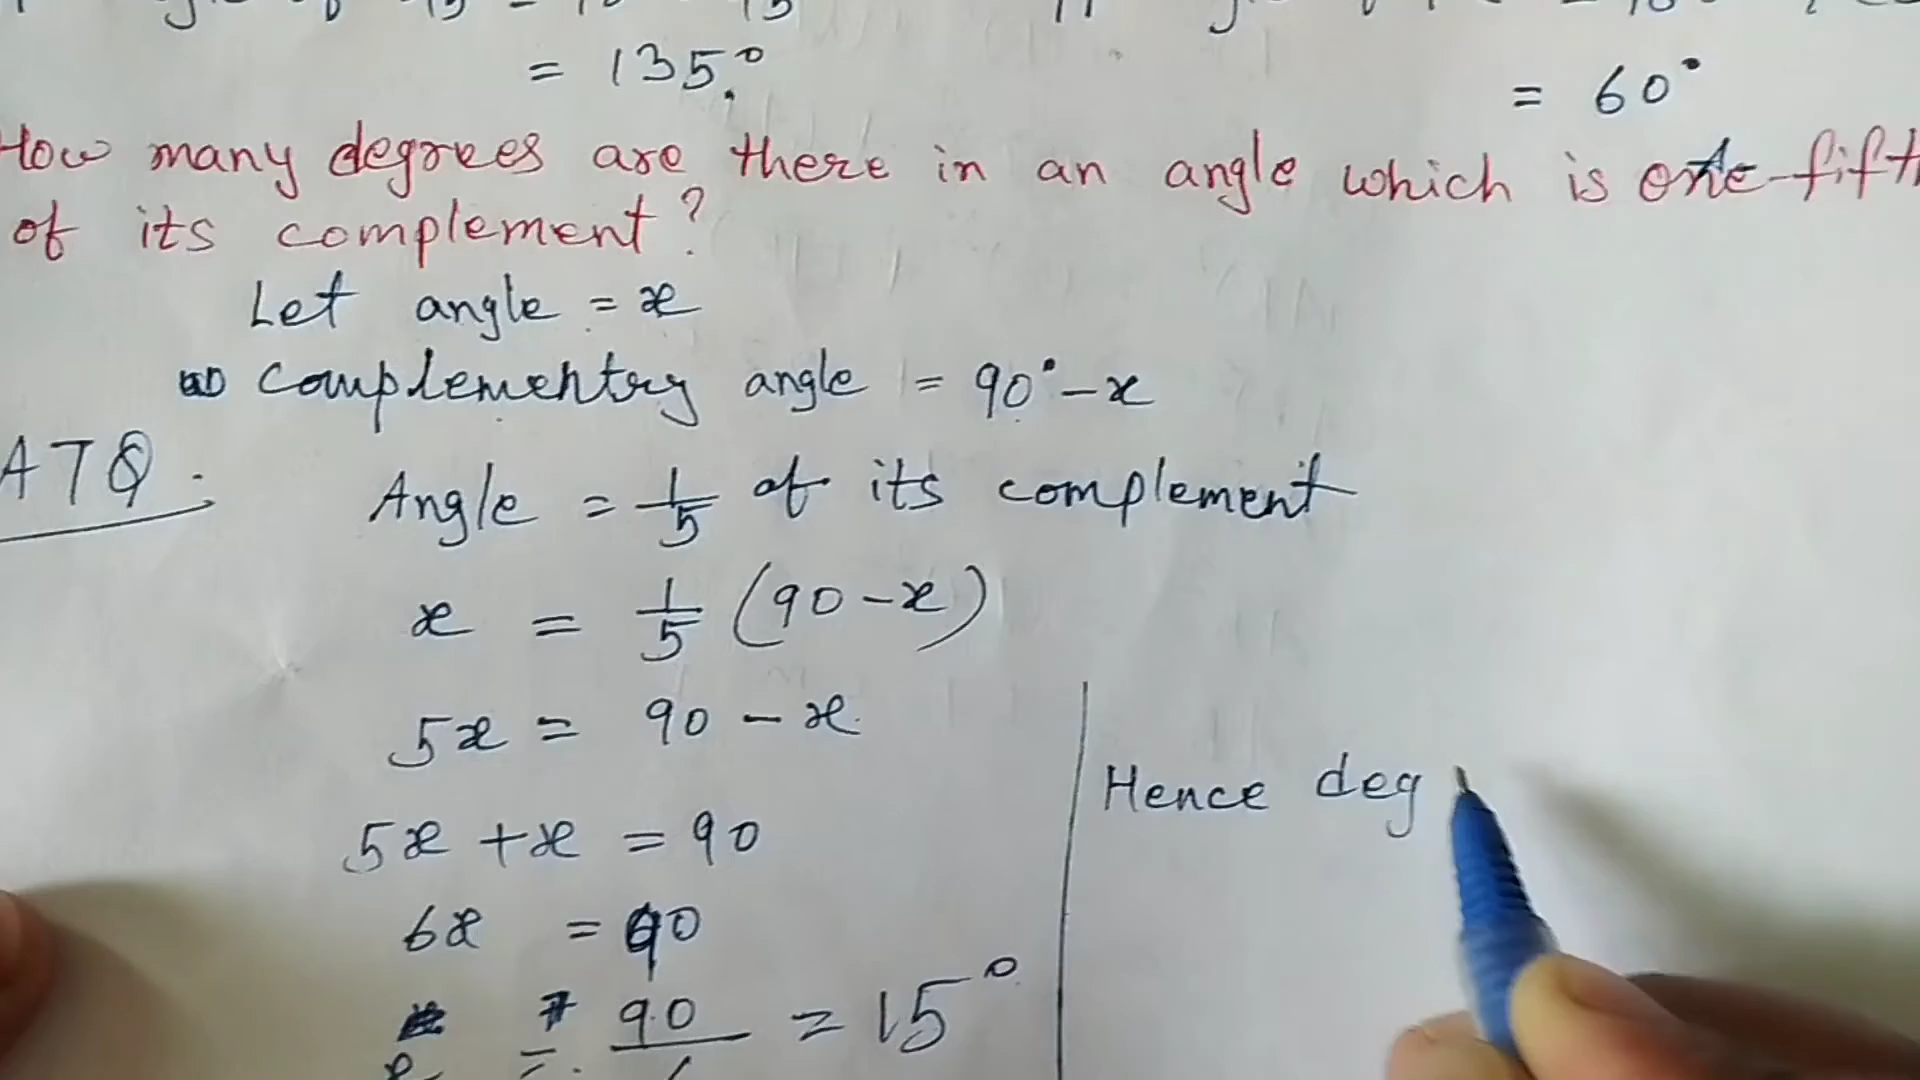 = 135.°
= 60°
How many degrees are there in an angle which is one-fifth
of its complement?
Let angle = x
complementry angle = 90° - x
ATQ.
Angle = 1/5 of its complement
x = 1/5 (90 - x)
5x = 90 - x
5x + x = 90
6x = 90
= 90/6 = 15°
Hence deg